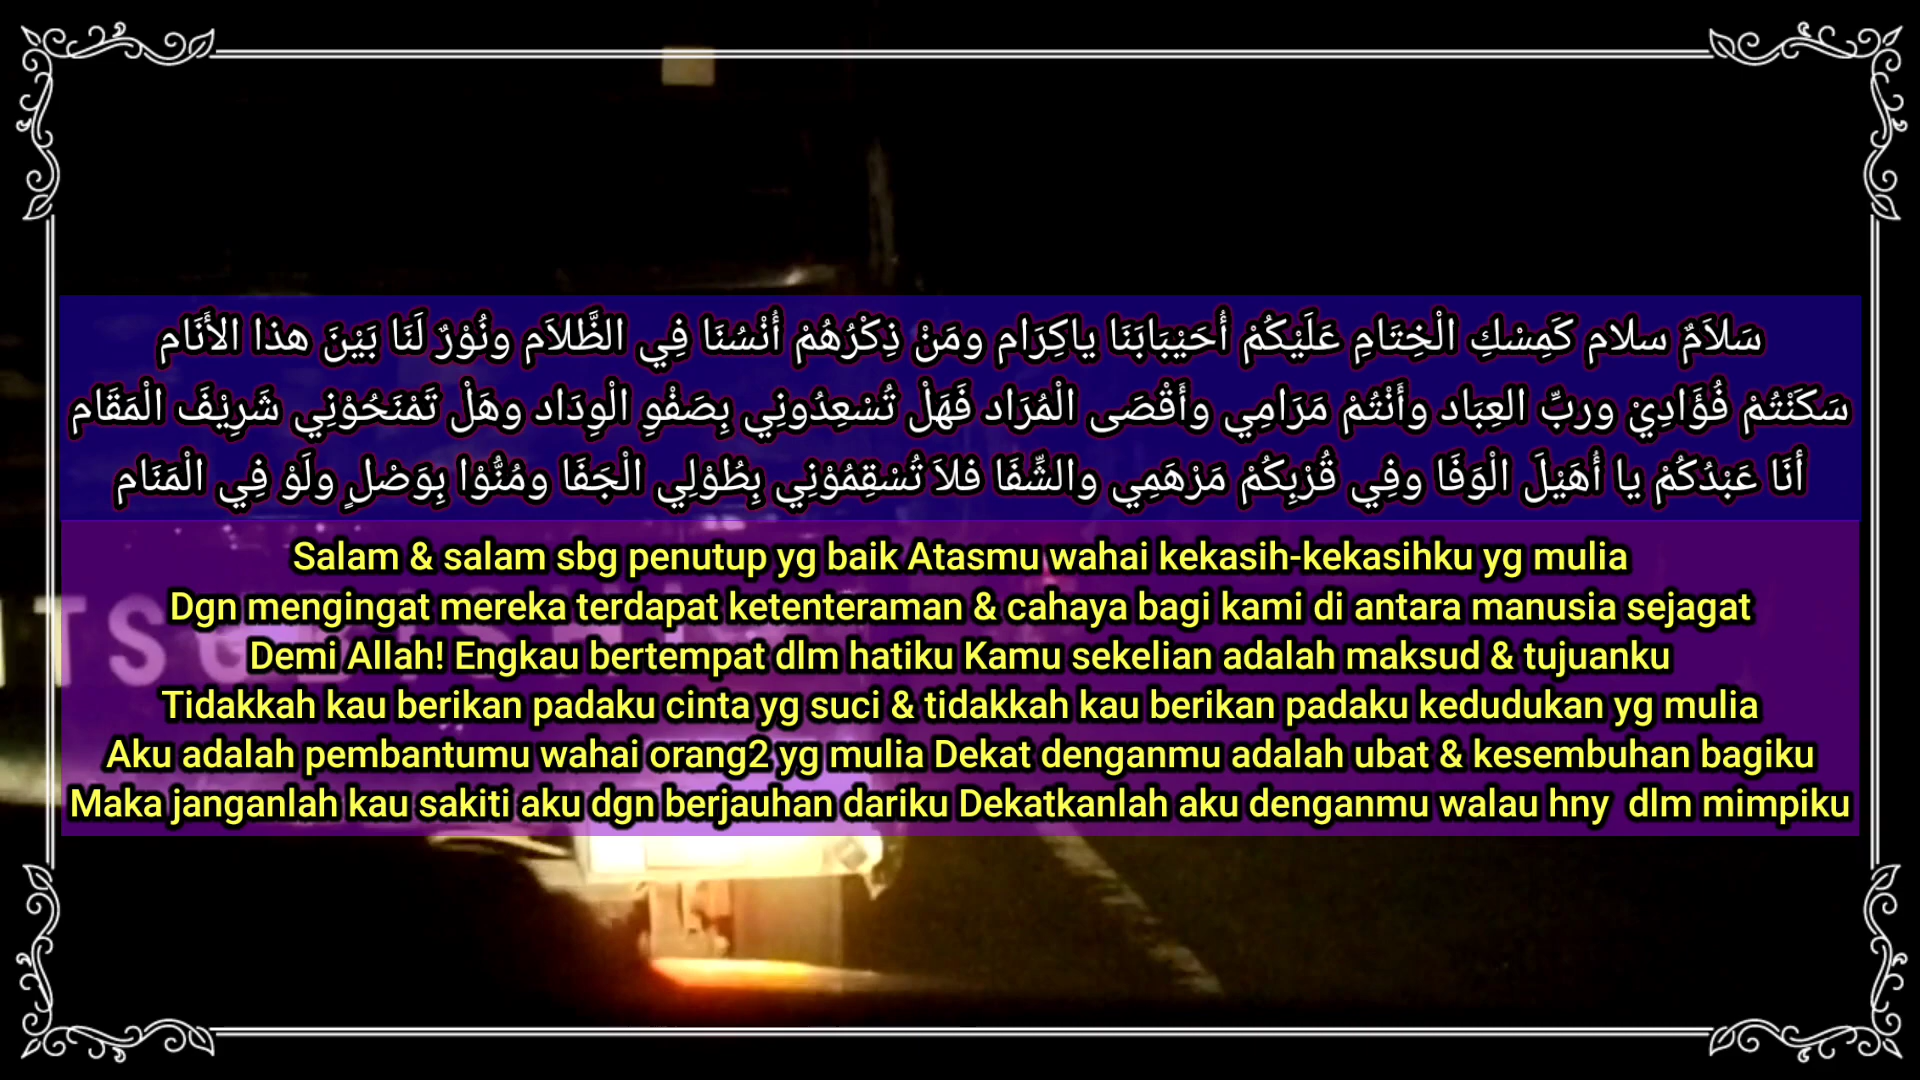 سَلاَمٌ سلام كَمِسْكِ الْخِتَامِ عَلَيْكُمْ أُحَيْبَابَنَا ياكِرَام ومَنْ ذِكْرُهُمْ أُنْسُنَا فِي الظَّلاَم ونُوْرٌ لَنَا بَيْنَ هذا الأَنَام
سَكَنْتُمْ فُؤَادِيْ وربِّ العِبَاد وأَنْتُمْ مَرَامِي وأَقْصَى الْمُرَاد فَهَلْ تُسْعِدُونِي بِصَفْوِ الْوِدَاد وهَلْ تَمْنَحُوْنِي شَرِيْفَ الْمَقَام
أنَا عَبْدُكُمْ يا أُهَيْلَ الْوَفَا وفِي قُرْبِكُمْ مَرْهَمِي والشِّفَا فلاَ تُسْقِمُوْنِي بِطُوْلِي الْجَفَا ومُنُّوْا بِوَصْلٍ ولَوْ فِي الْمَنَام
Salam & salam sbg penutup yg baik Atasmu wahai kekasih-kekasihku yg mulia
Dgn mengingat mereka terdapat ketenteraman & cahaya bagi kami di antara manusia sejagat
Demi Allah! Engkau bertempat dlm hatiku Kamu sekelian adalah maksud & tujuanku
Tidakkah kau berikan padaku cinta yg suci & tidakkah kau berikan padaku kedudukan yg mulia
Aku adalah pembantumu wahai orang2 yg mulia Dekat denganmu adalah ubat & kesembuhan bagiku
Maka janganlah kau sakiti aku dgn berjauhan dariku Dekatkanlah aku denganmu walau hny dlm mimpiku